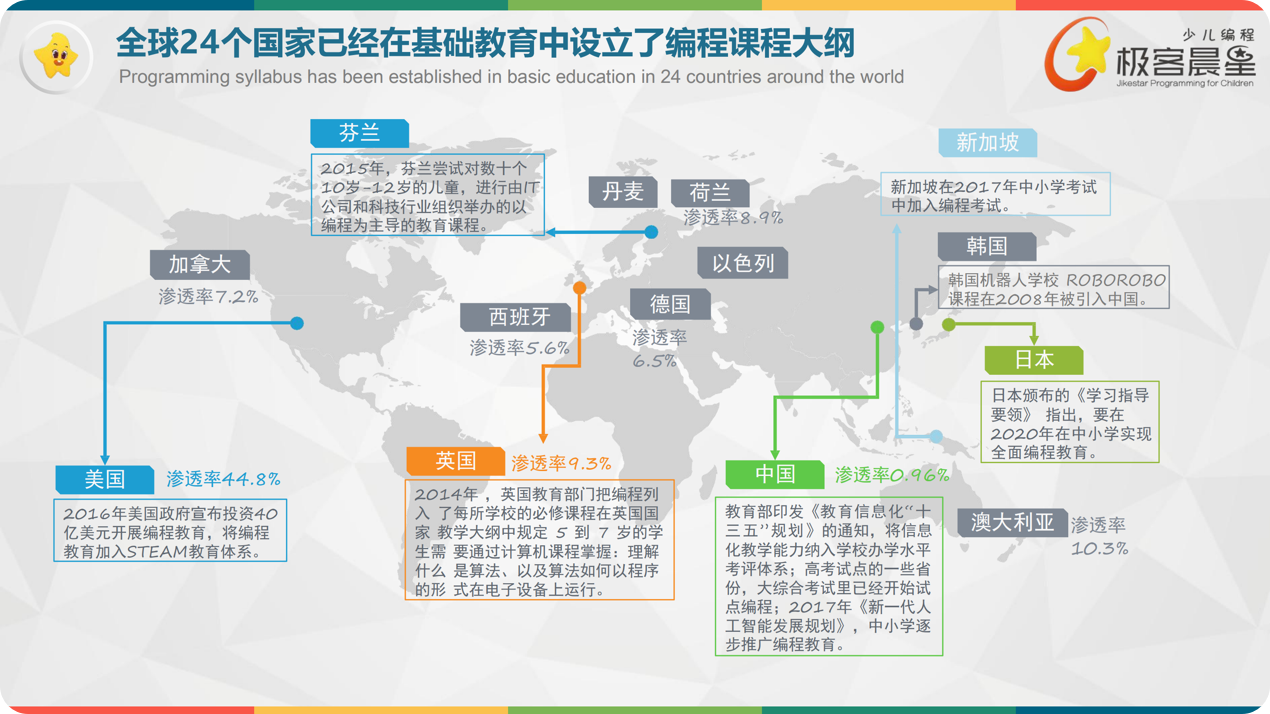 全球24个国家已经在基础教育中设立了编程课程大纲
Programming syllabus has been established in basic education in 24 countries around the world
少儿编程
极客晨星
Jikestar Programming for Children
芬兰
2015年，芬兰尝试对数十个
10岁-12岁的儿童，进行由IT
公司和科技行业组织举办的以
编程为主导的教育课程。
丹麦
荷兰
渗透率8.9%
新加坡
新加坡在2017年中小学考试
中加入编程考试。
加拿大
渗透率7.2%
以色列
韩国
韩国机器人学校 ROBOROBO
课程在2008年被引入中国。
西班牙
渗透率5.6%
德国
渗透率
6.5%
日本
日本颁布的《学习指导
要领》 指出，要在
2020年在中小学实现
全面编程教育。
美国
渗透率44.8%
2016年美国政府宣布投资40
亿美元开展编程教育，将编程
教育加入STEAM教育体系。
英国
渗透率9.3%
2014年 ，英国教育部门把编程列
入 了每所学校的必修课程在英国国
家 教学大纲中规定 5 到 7 岁的学
生需 要通过计算机课程掌握：理解
什么 是算法、以及算法如何以程序
的形 式在电子设备上运行。
中国
渗透率0.96%
教育部印发《教育信息化“十
三五”规划》的通知，将信息
化教学能力纳入学校办学水平
考评体系；高考试点的一些省
份，大综合考试里已经开始试
点编程；2017年《新一代人
工智能发展规划》，中小学逐
步推广编程教育。
澳大利亚
渗透率
10.3%